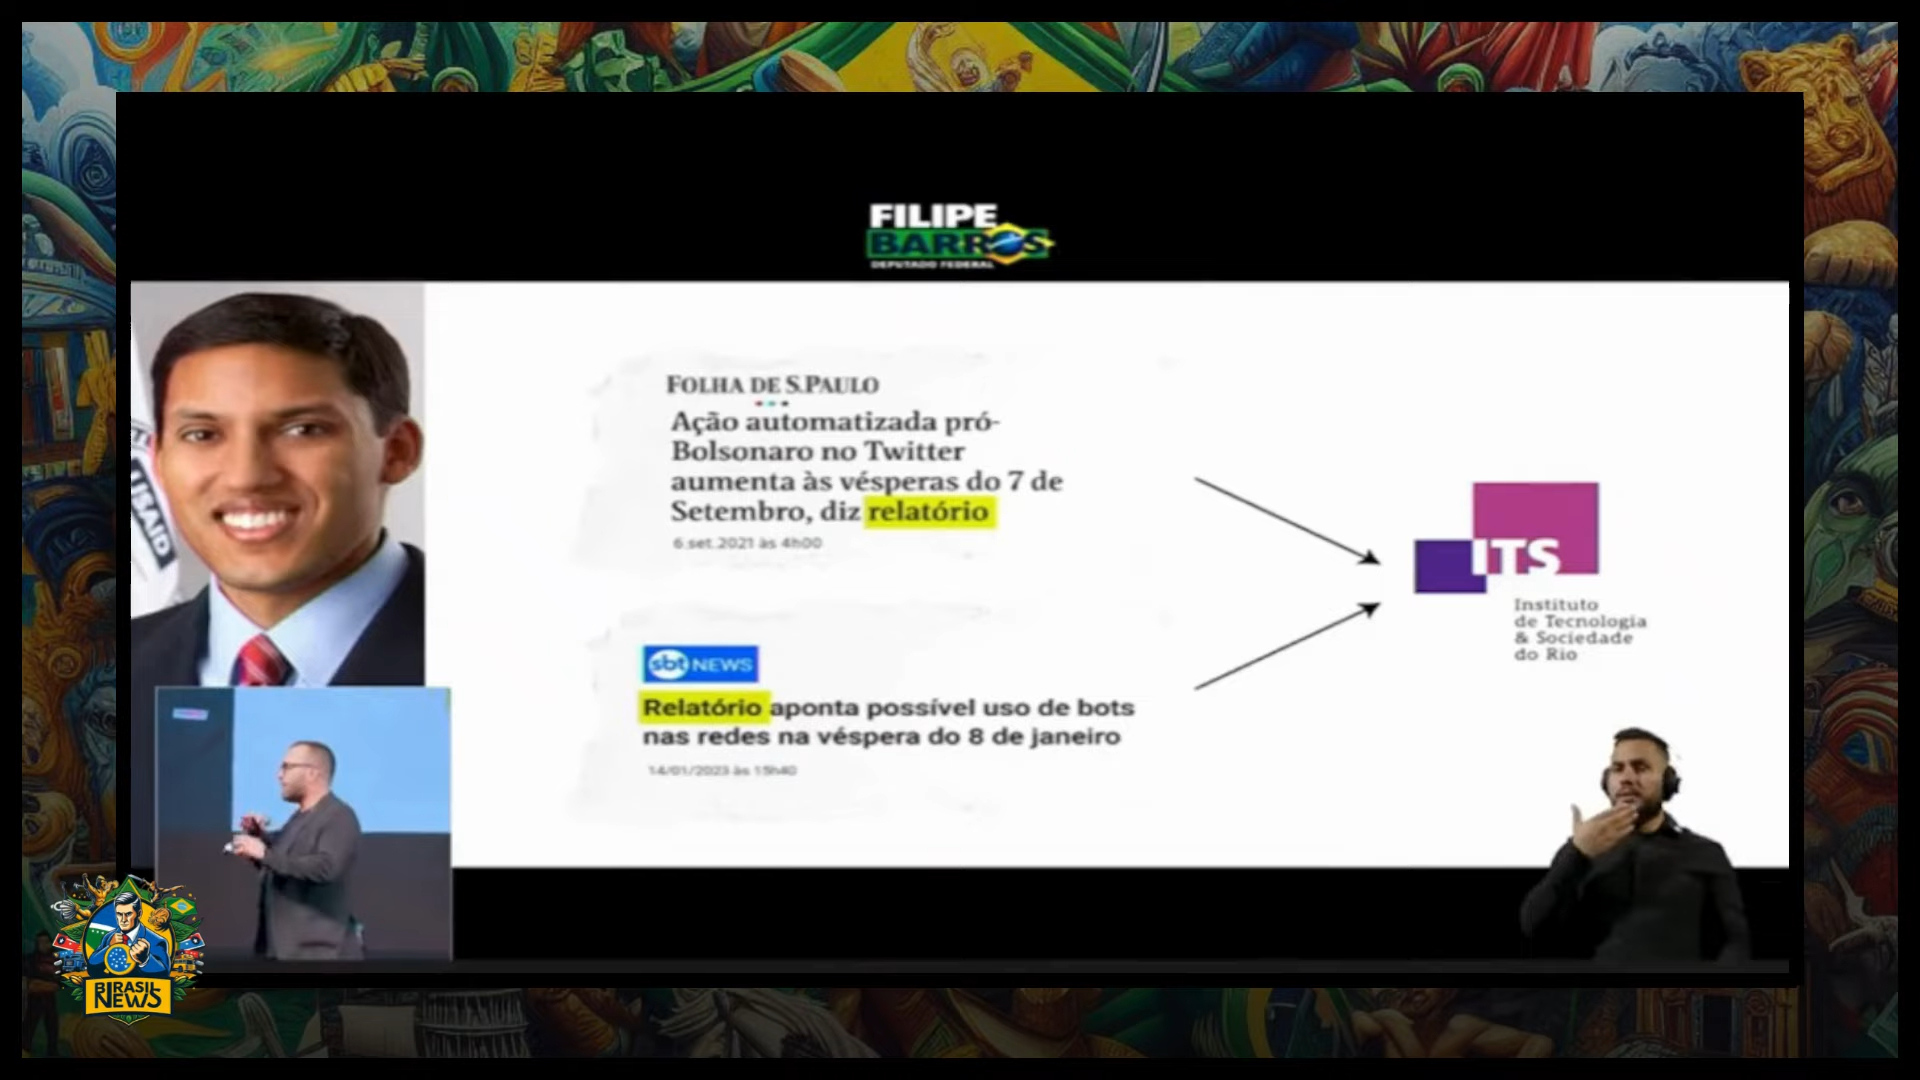 FILIPE
BARROS
DEPUTADO FEDERAL
USAID
FOLHA DE S.PAULO
Ação automatizada pró-
Bolsonaro no Twitter
aumenta às vésperas do 7 de
Setembro, diz relatório
6.set.2021 às 4h00
ITS
Instituto
de Tecnologia
& Sociedade
do Rio
sbt NEWS
Relatório aponta possível uso de bots
nas redes na véspera do 8 de janeiro
14/01/2023 às 15h40
BRASIL
NEWS